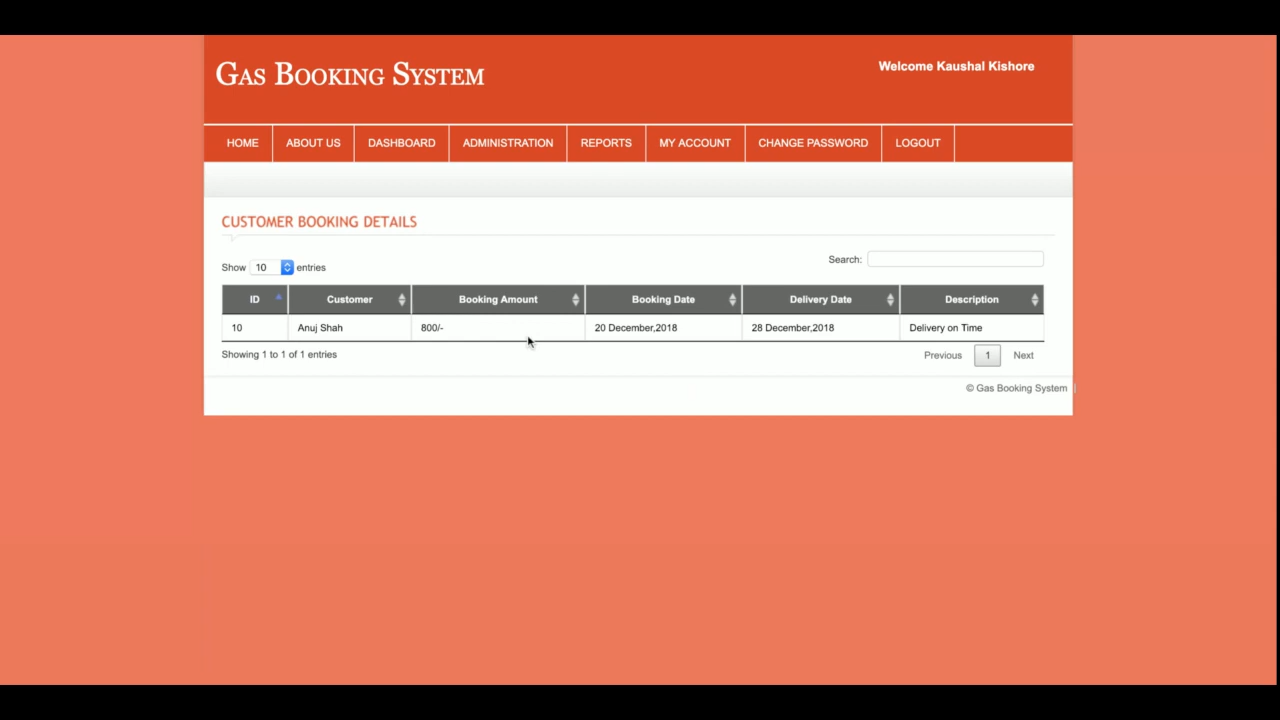 GAS BOOKING SYSTEM
Welcome Kaushal Kishore
HOME ABOUT US DASHBOARD ADMINISTRATION REPORTS MY ACCOUNT CHANGE PASSWORD LOGOUT
CUSTOMER BOOKING DETAILS
Show 10 entries
Search:
ID Customer Booking Amount Booking Date Delivery Date Description
10 Anuj Shah 800/- 20 December,2018 28 December,2018 Delivery on Time
Showing 1 to 1 of 1 entries
Previous 1 Next
© Gas Booking System |